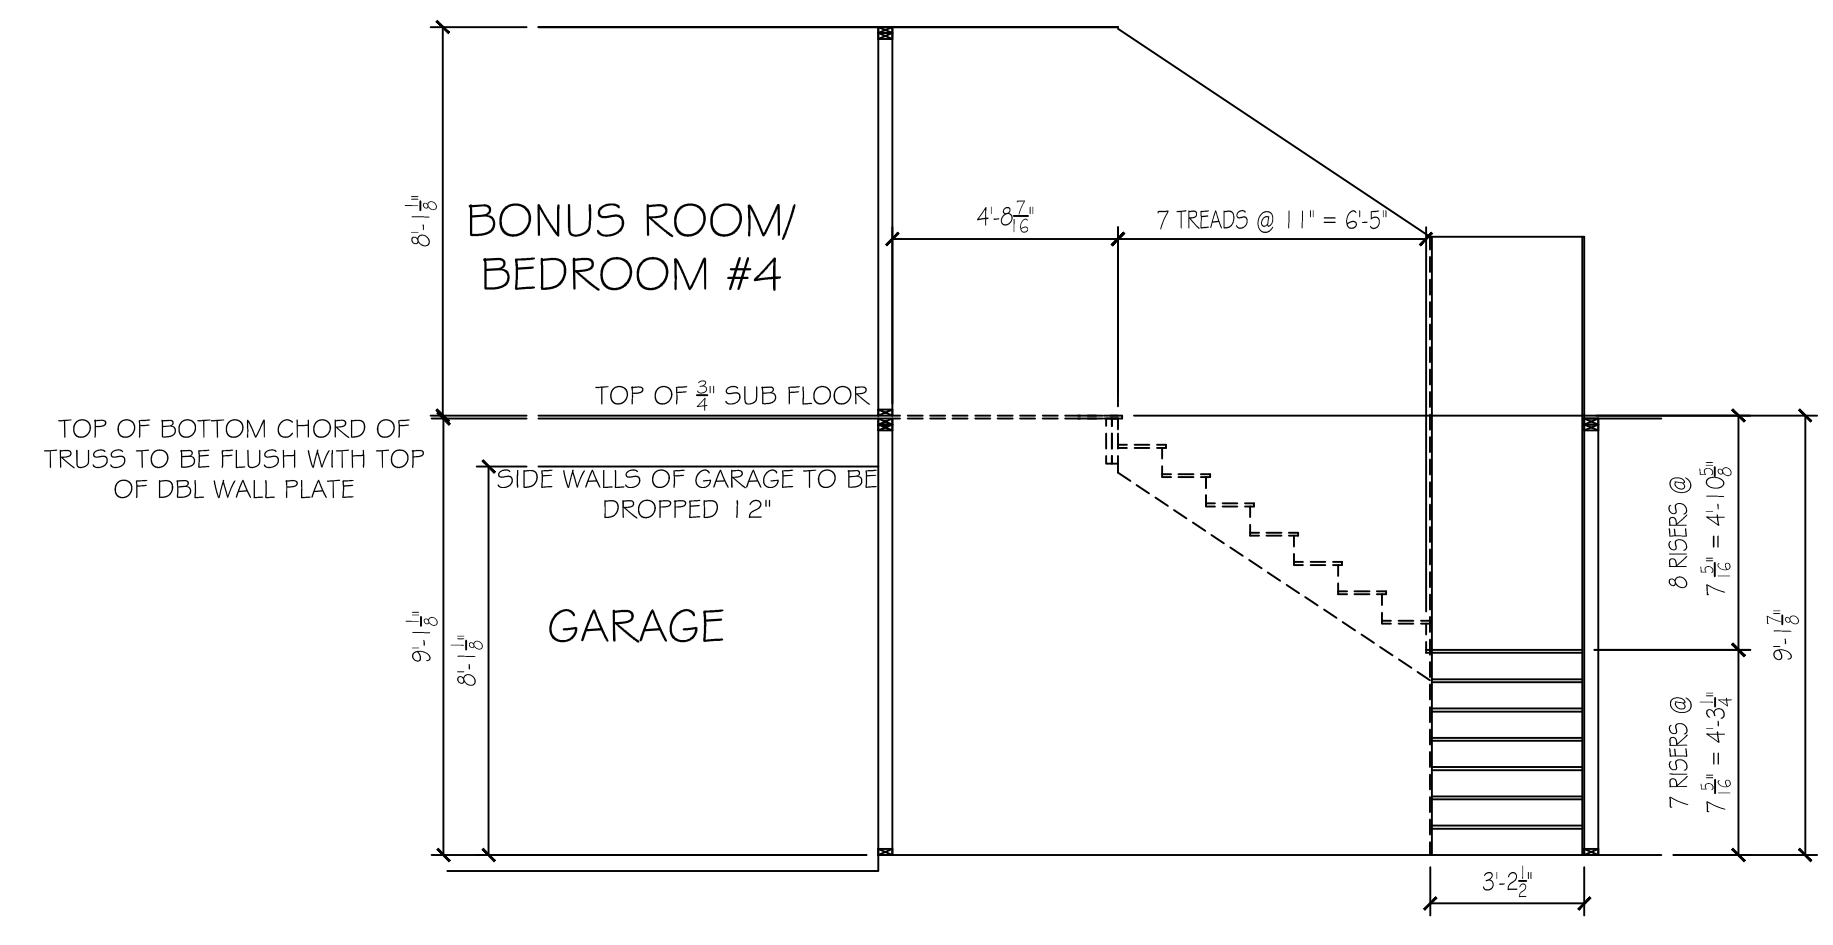 8'-1 1/8"
BONUS ROOM/
BEDROOM #4
4'-8 7/16"
7 TREADS @ 11" = 6'-5"
TOP OF 3/4" SUB FLOOR
TOP OF BOTTOM CHORD OF
TRUSS TO BE FLUSH WITH TOP
OF DBL WALL PLATE
SIDE WALLS OF GARAGE TO BE
DROPPED 12"
GARAGE
9'-1 1/8"
8'-1 1/8"
8 RISERS @
7 5/16" = 4'-10 5/8"
7 RISERS @
7 5/16" = 4'-3 1/4"
9'-1 7/8"
3'-2 1/2"